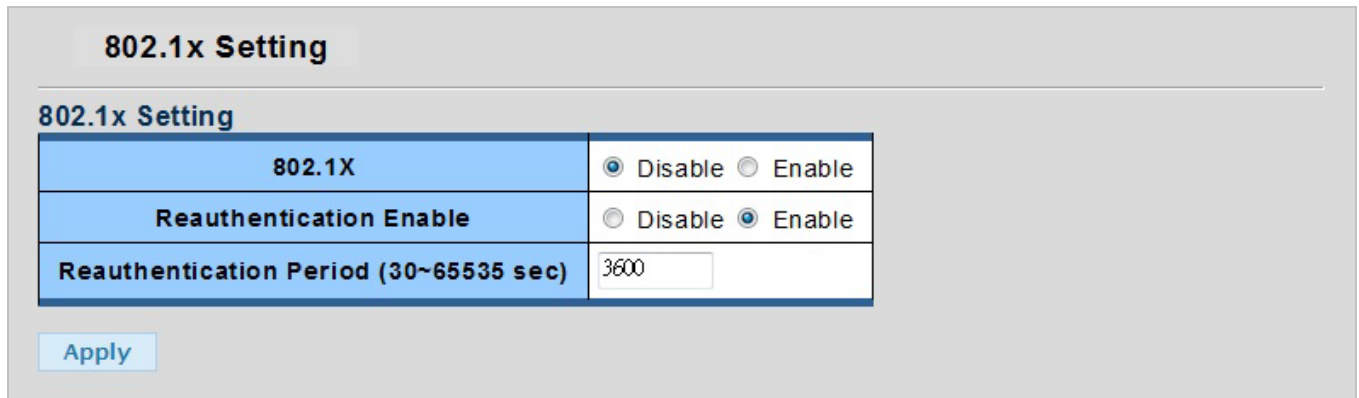 802.1x Setting
802.1x Setting
802.1X Disable Enable
Reauthentication Enable Disable Enable
Reauthentication Period (30~65535 sec) 3600
Apply